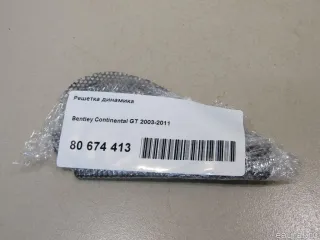 Решетка динамика
Bentley Continental GT 2003-2011
80 674 413